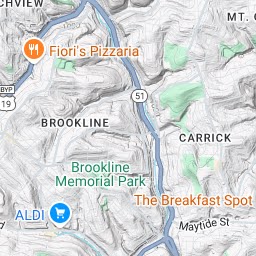 CHVIEW
MT. O
Fiori's Pizzaria
BYP
19
51
BROOKLINE
CARRICK
Brookline
Memorial Park
The Breakfast Spot
ALDI
Maytide St